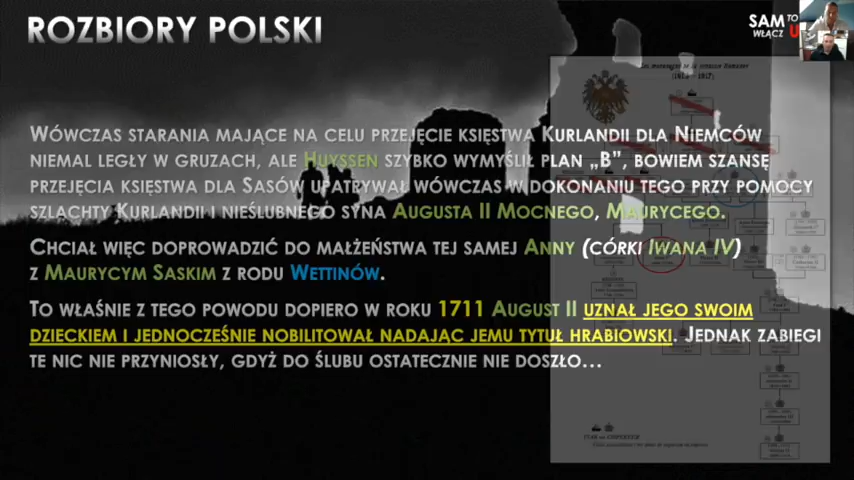 ROZBIORY POLSKI
SAM TO
WŁĄCZ
WÓWCZAS STARANIA MAJĄCE NA CELU PRZEJĘCIE KSIĘSTWA KURLANDII DLA NIEMCÓW
NIEMAL LEGŁY W GRUZACH, ALE HUYSSEN SZYBKO WYMYŚLIŁ PLAN „B”, BOWIEM SZANSĘ
PRZEJĘCIA KSIĘSTWA DLA SASÓW UPATRYWAŁ WÓWCZAS W DOKONANIU TEGO PRZY POMOCY
SZLACHTY KURLANDII I NIEŚLUBNEGO SYNA AUGUSTA II MOCNEGO, MAURYCEGO.
CHCIAŁ WIĘC DOPROWADZIĆ DO MAŁŻEŃSTWA TEJ SAMEJ ANNY (CÓRKI IWANA IV)
Z MAURYCYM SASKIM Z RODU WETTINÓW.
TO WŁAŚNIE Z TEGO POWODU DOPIERO W ROKU 1711 AUGUST II UZNAŁ JEGO SWOIM
DZIECKIEM I JEDNOCZEŚNIE NOBILITOWAŁ NADAJĄC JEMU TYTUŁ HRABIOWSKI. JEDNAK ZABIEGI
TE NIC NIE PRZYNIOSŁY, GDYŻ DO ŚLUBU OSTATECZNIE NIE DOSZŁO...